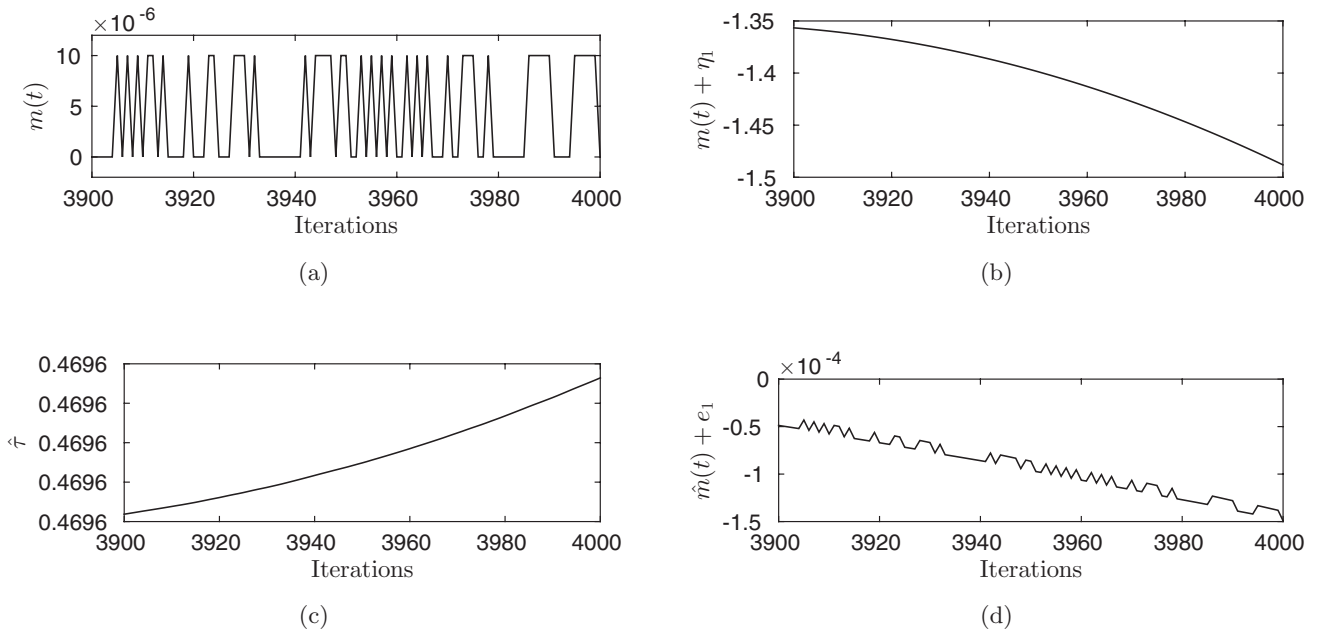 ×10 -6
10
5
0
m(t)
3900 3920 3940 3960 3980 4000
Iterations
(a)
-1.35
-1.4
-1.45
-1.5
m(t) + η1
3900 3920 3940 3960 3980 4000
Iterations
(b)
0.4696
0.4696
0.4696
0.4696
0.4696
τ̂
3900 3920 3940 3960 3980 4000
Iterations
(c)
×10 -4
0
-0.5
-1
-1.5
m̂(t) + e1
3900 3920 3940 3960 3980 4000
Iterations
(d)